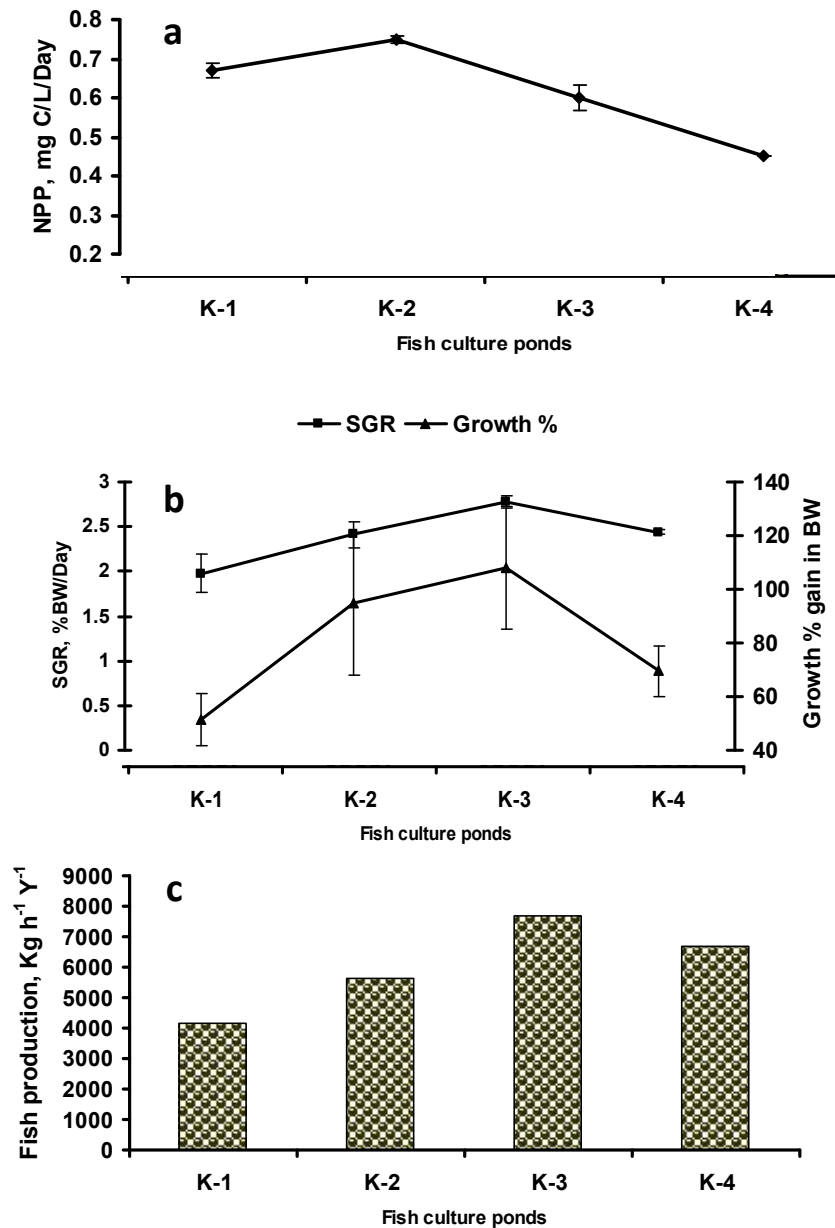 a
0.8
0.7
0.6
0.5
0.4
0.3
0.2
NPP, mg C/L/Day
K-1 K-2 K-3 K-4
Fish culture ponds
SGR Growth %
b
3
2.5
2
1.5
1
0.5
0
SGR, %BW/Day
140
120
100
80
60
40
Growth % gain in BW
K-1 K-2 K-3 K-4
Fish culture ponds
c
9000
8000
7000
6000
5000
4000
3000
2000
1000
0
Fish production, Kg h⁻¹ Y⁻¹
K-1 K-2 K-3 K-4
Fish culture ponds